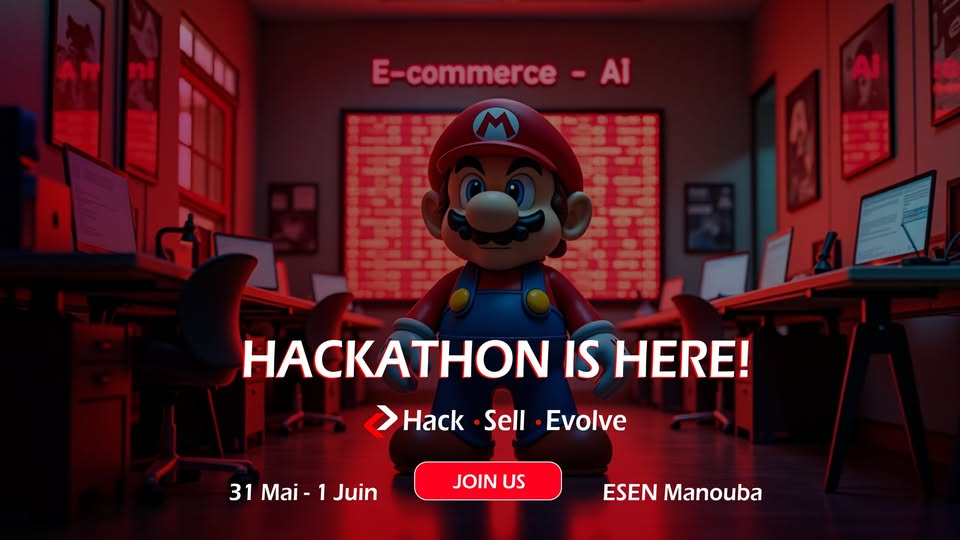 E-commerce - Ai
AI
M
HACKATHON IS HERE!
Hack · Sell · Evolve
31 Mai - 1 Juin
JOIN US
ESEN Manouba